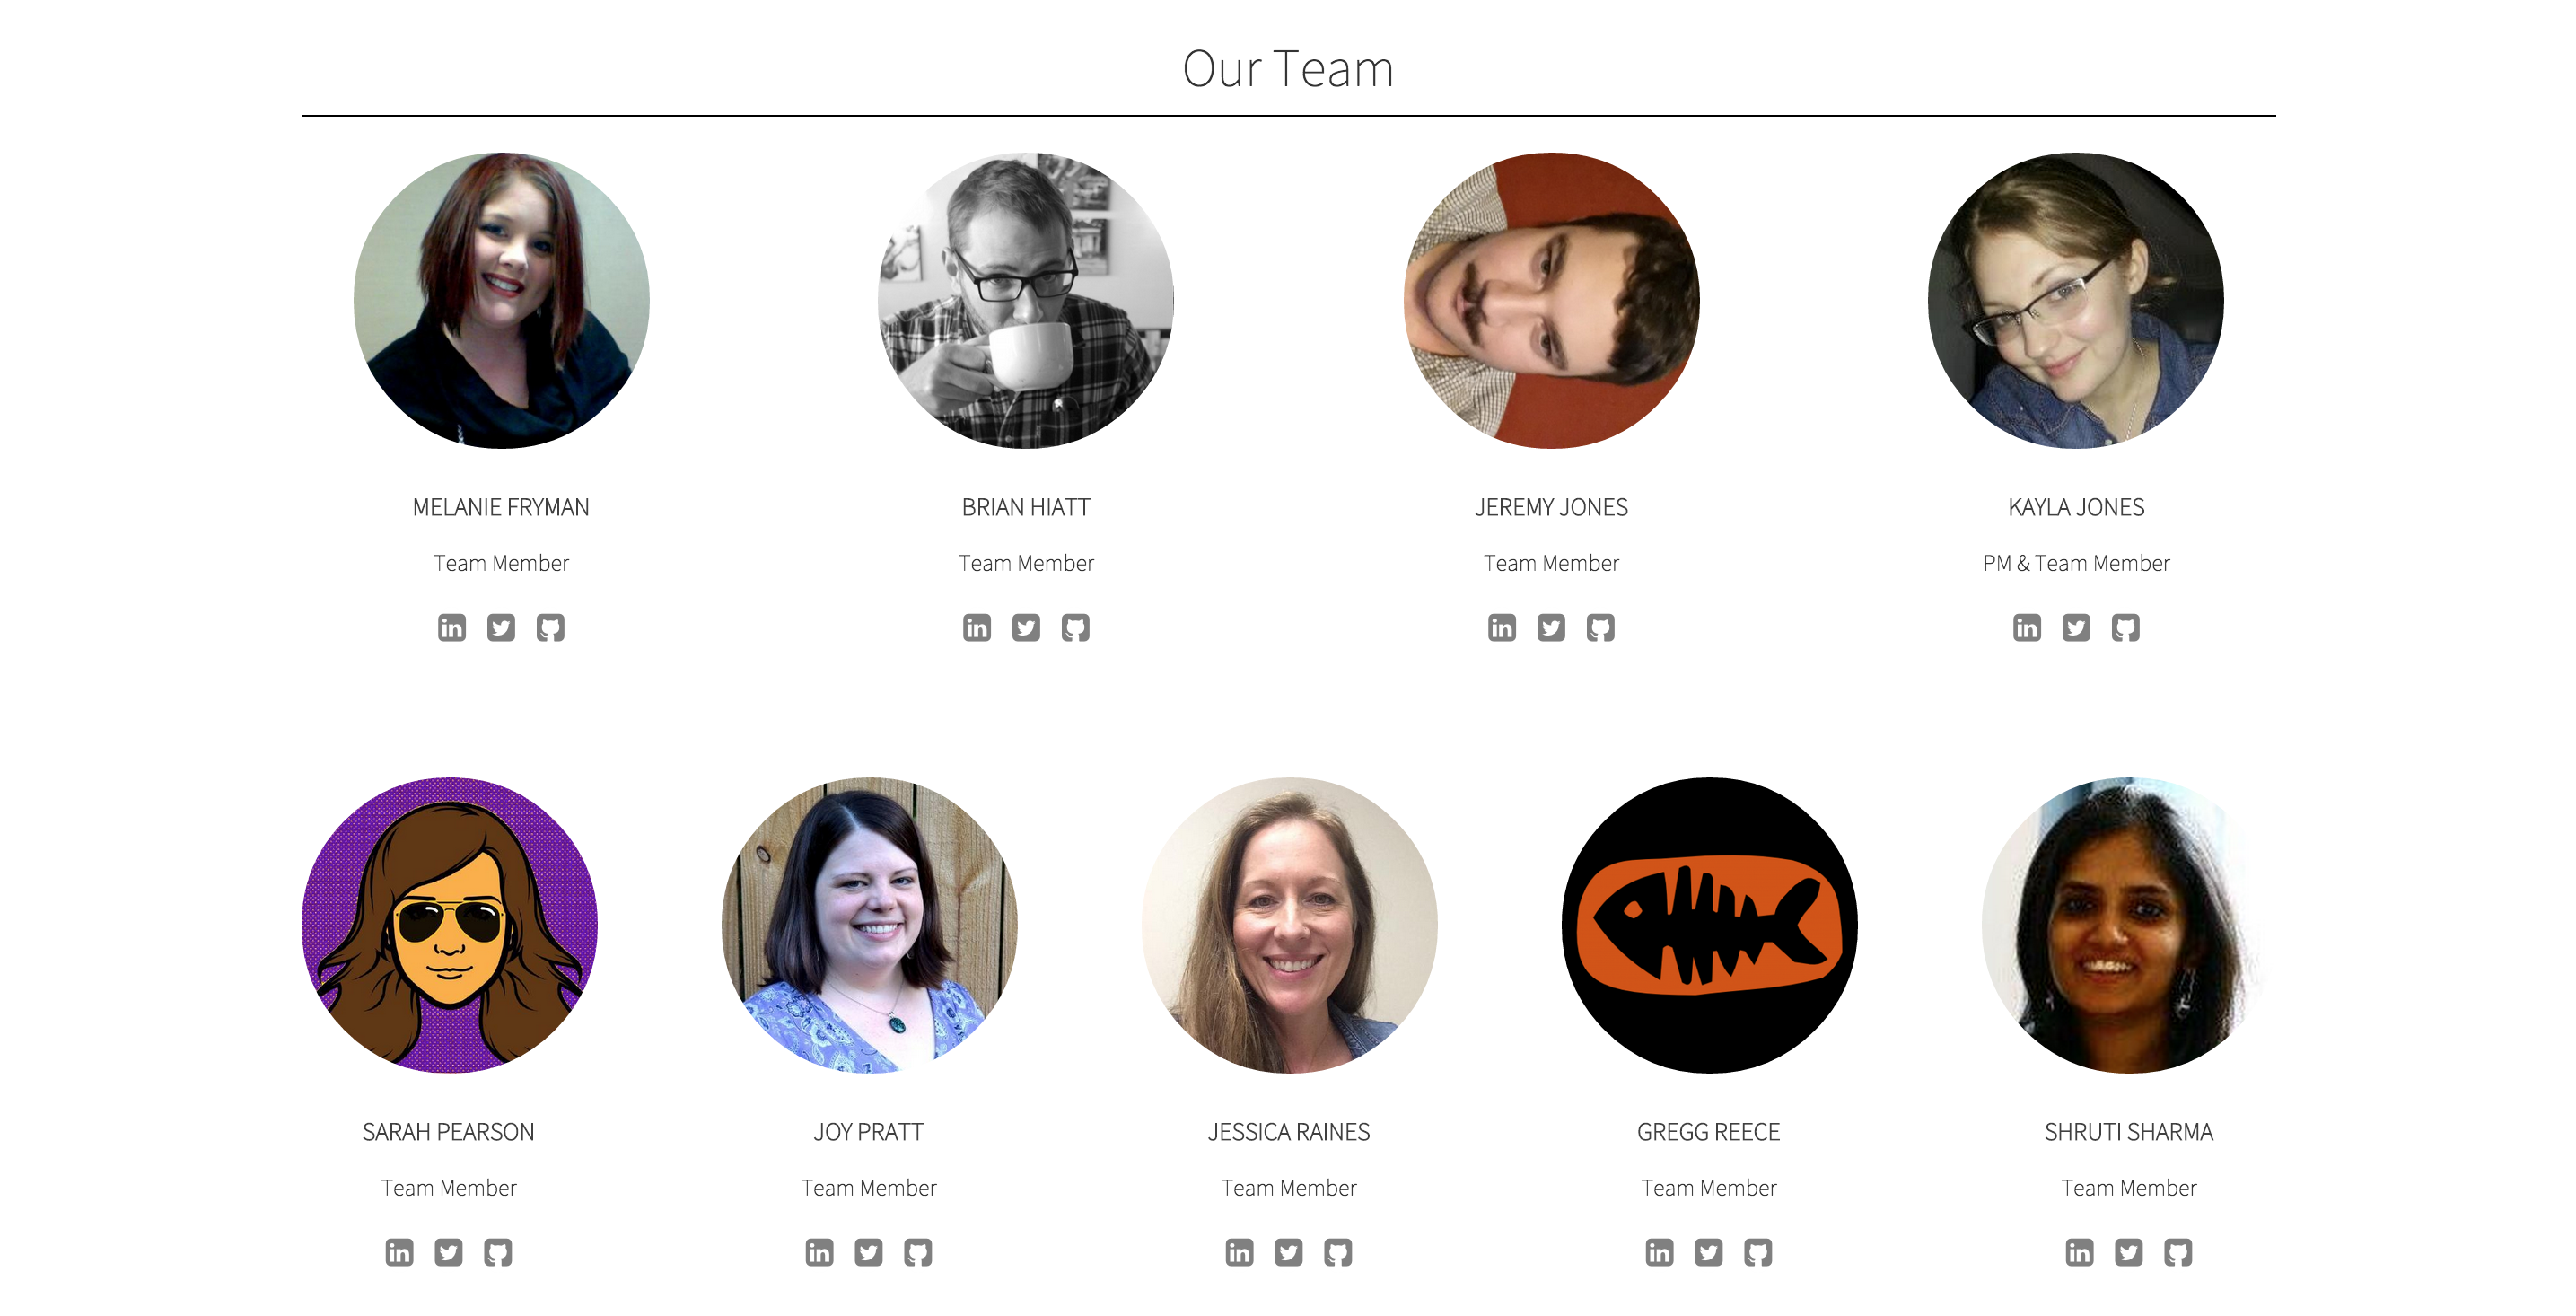 Our Team
MELANIE FRYMAN
Team Member
BRIAN HIATT
Team Member
JEREMY JONES
Team Member
KAYLA JONES
PM & Team Member
SARAH PEARSON
Team Member
JOY PRATT
Team Member
JESSICA RAINES
Team Member
GREGG REECE
Team Member
SHRUTI SHARMA
Team Member